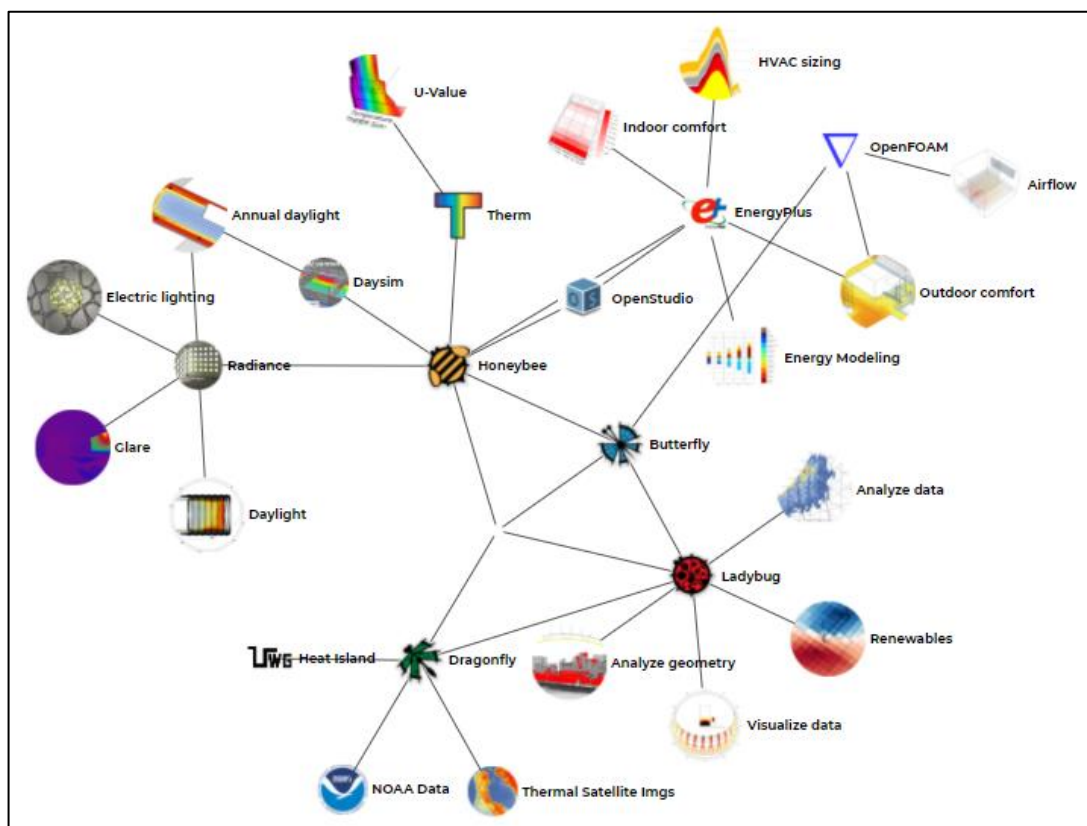 HVAC sizing
U-Value
Indoor comfort
OpenFOAM
Airflow
Annual daylight
Therm
EnergyPlus
Daysim
Electric lighting
OpenStudio
Outdoor comfort
Radiance
Honeybee
Energy Modeling
Glare
Butterfly
Analyze data
Daylight
Ladybug
Renewables
UWG Heat Island
Dragonfly
Analyze geometry
Visualize data
NOAA Data
Thermal Satellite Imgs